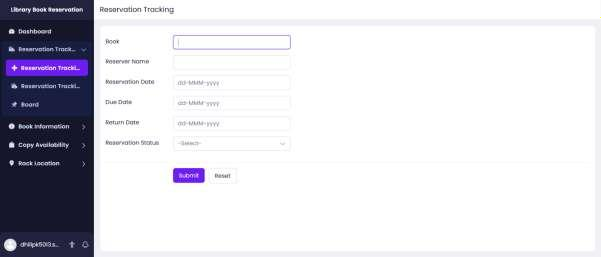 Library Book Reservation
Reservation Tracking
Dashboard
Reservation Track...
Reservation Tracki...
Reservation Tracki...
Board
Book Information
Copy Availability
Rack Location
Book
Reserver Name
Reservation Date
dd-MMM-yyyy
Due Date
dd-MMM-yyyy
Return Date
dd-MMM-yyyy
Reservation Status
-Select-
Submit
Reset